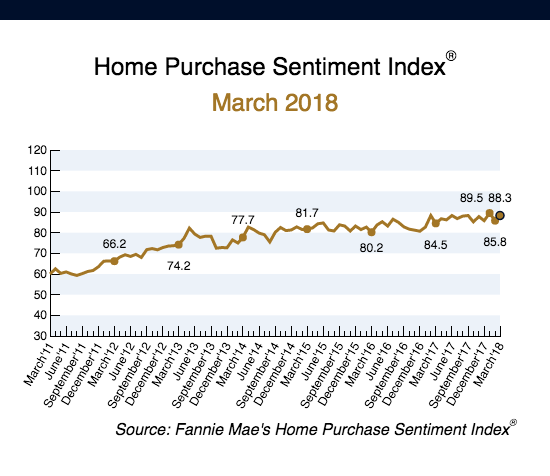 Home Purchase Sentiment Index®
March 2018
120
110
100
90
80
70
60
50
40
30
66.2
74.2
77.7
81.7
80.2
84.5
89.5 88.3
85.8
March'11
June'11
September'11
December'11
March'12
June'12
September'12
December'12
March'13
June'13
September'13
December'13
March'14
June'14
September'14
December'14
March'15
June'15
September'15
December'15
March'16
June'16
September'16
December'16
March'17
June'17
September'17
December'17
March'18
Source: Fannie Mae's Home Purchase Sentiment Index®